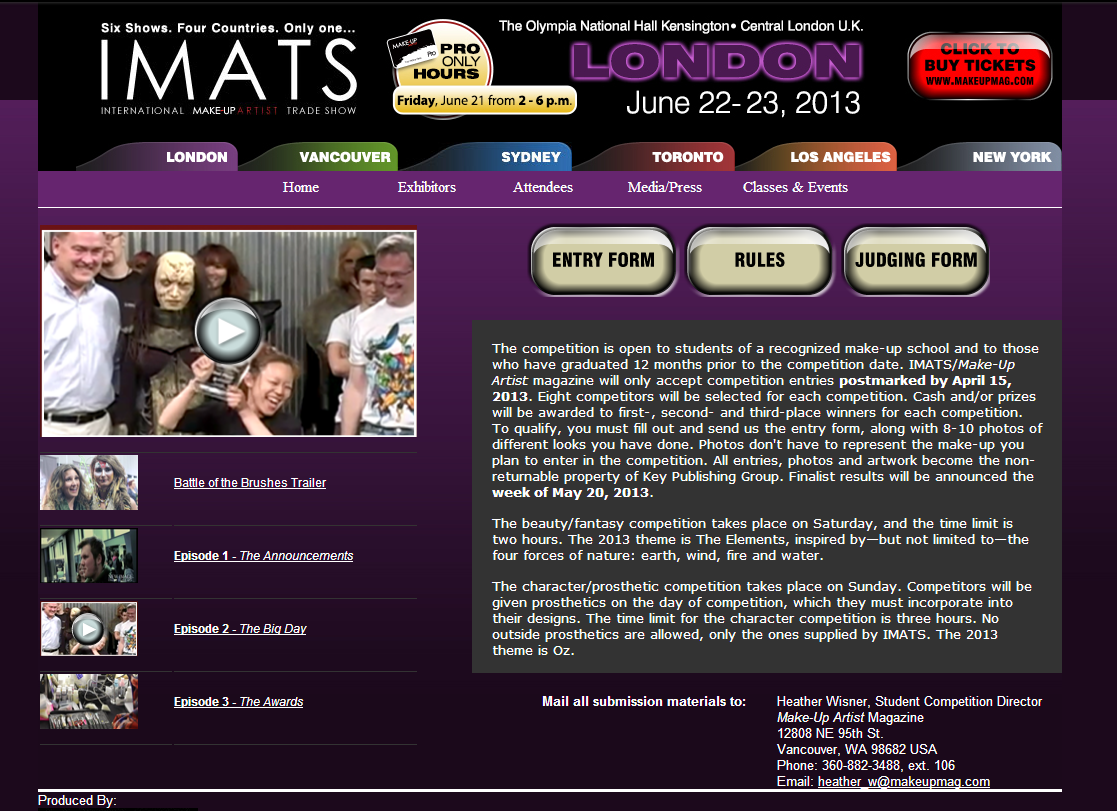 Six Shows. Four Countries. Only one...
IMATS
INTERNATIONAL MAKE-UP ARTIST TRADE SHOW
MAKE-UP
PRO
PRO
ONLY
HOURS
Friday, June 21 from 2 - 6 p.m.
The Olympia National Hall Kensington• Central London U.K.
LONDON
June 22-23, 2013
CLICK TO
BUY TICKETS
WWW.MAKEUPMAG.COM
LONDON VANCOUVER SYDNEY TORONTO LOS ANGELES NEW YORK
Home Exhibitors Attendees Media/Press Classes & Events
ENTRY FORM RULES JUDGING FORM
Battle of the Brushes Trailer
Episode 1 - The Announcements
Episode 2 - The Big Day
Episode 3 - The Awards
The competition is open to students of a recognized make-up school and to those
who have graduated 12 months prior to the competition date. IMATS/Make-Up
Artist magazine will only accept competition entries postmarked by April 15,
2013. Eight competitors will be selected for each competition. Cash and/or prizes
will be awarded to first-, second- and third-place winners for each competition.
To qualify, you must fill out and send us the entry form, along with 8-10 photos of
different looks you have done. Photos don't have to represent the make-up you
plan to enter in the competition. All entries, photos and artwork become the non-
returnable property of Key Publishing Group. Finalist results will be announced the
week of May 20, 2013.
The beauty/fantasy competition takes place on Saturday, and the time limit is
two hours. The 2013 theme is The Elements, inspired by—but not limited to—the
four forces of nature: earth, wind, fire and water.
The character/prosthetic competition takes place on Sunday. Competitors will be
given prosthetics on the day of competition, which they must incorporate into
their designs. The time limit for the character competition is three hours. No
outside prosthetics are allowed, only the ones supplied by IMATS. The 2013
theme is Oz.
Mail all submission materials to:
Heather Wisner, Student Competition Director
Make-Up Artist Magazine
12808 NE 95th St.
Vancouver, WA 98682 USA
Phone: 360-882-3488, ext. 106
Email: heather_w@makeupmag.com
Produced By: